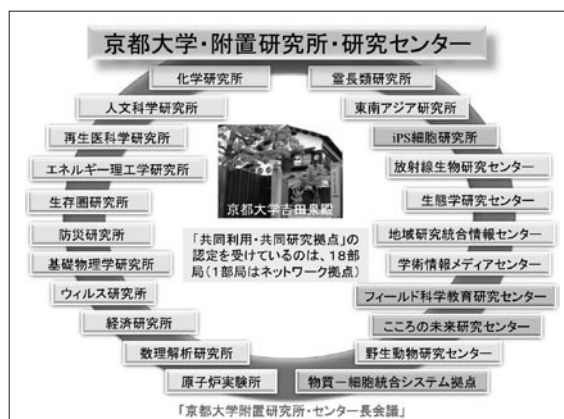 京都大学・附置研究所・研究センター
化学研究所
人文科学研究所
再生医科学研究所
エネルギー理工学研究所
生存圏研究所
防災研究所
基礎物理学研究所
ウィルス研究所
経済研究所
数理解析研究所
原子炉実験所
霊長類研究所
東南アジア研究所
iPS細胞研究所
放射線生物研究センター
生態学研究センター
地域研究統合情報センター
学術情報メディアセンター
フィールド科学教育研究センター
こころの未来研究センター
野生動物研究センター
物質－細胞統合システム拠点
京都大学吉田泉殿
「共同利用・共同研究拠点」の
認定を受けているのは、18部
局(1部局はネットワーク拠点)
「京都大学附置研究所・センター長会議」